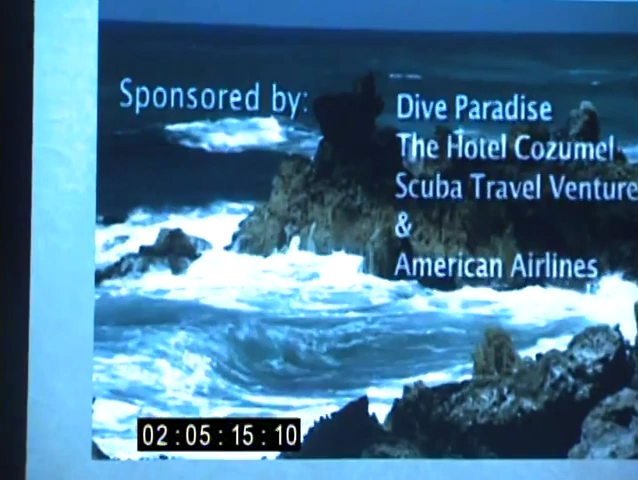 Sponsored by:
Dive Paradise
The Hotel Cozumel
Scuba Travel Venture
&
American Airlines
02:05:15:10